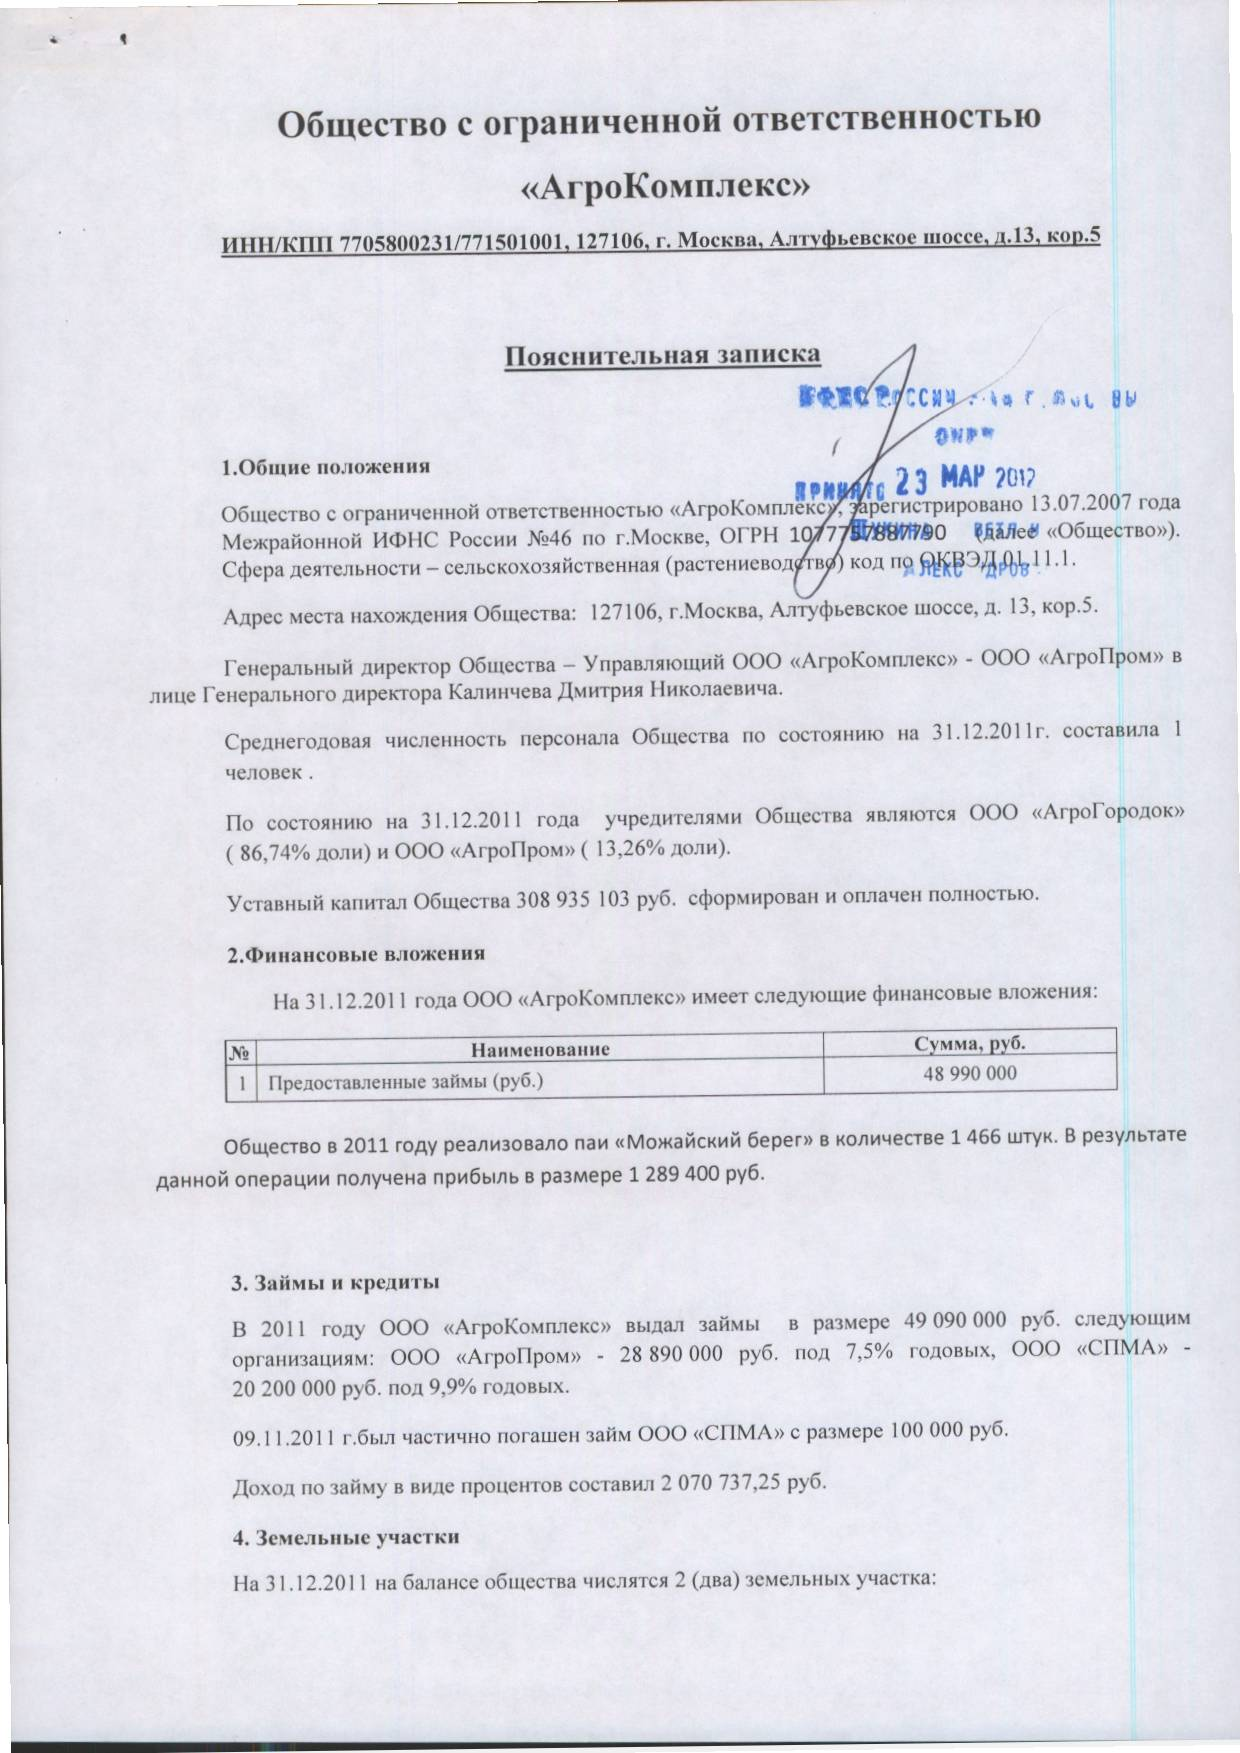 Общество с ограниченной ответственностью
«АгроКомплекс»
ИНН/КПП 7705800231/771501001, 127106, г. Москва, Алтуфьевское шоссе, д.13, кор.5
Пояснительная записка
ПРИНЯТО 23 МАР 2012
1.Общие положения
Общество с ограниченной ответственностью «АгроКомплекс», зарегистрировано 13.07.2007 года
Межрайонной ИФНС России №46 по г.Москве, ОГРН 1077757887790 (далее «Общество»).
Сфера деятельности – сельскохозяйственная (растениеводство) код по ОКВЭД 01.11.1.
Адрес места нахождения Общества: 127106, г.Москва, Алтуфьевское шоссе, д. 13, кор.5.
Генеральный директор Общества – Управляющий ООО «АгроКомплекс» - ООО «АгроПром» в
лице Генерального директора Калинчева Дмитрия Николаевича.
Среднегодовая численность персонала Общества по состоянию на 31.12.2011г. составила 1
человек .
По состоянию на 31.12.2011 года учредителями Общества являются ООО «АгроГородок»
( 86,74% доли) и ООО «АгроПром» ( 13,26% доли).
Уставный капитал Общества 308 935 103 руб. сформирован и оплачен полностью.
2.Финансовые вложения
На 31.12.2011 года ООО «АгроКомплекс» имеет следующие финансовые вложения:
№ Наименование Сумма, руб.
1 Предоставленные займы (руб.) 48 990 000
Общество в 2011 году реализовало паи «Можайский берег» в количестве 1 466 штук. В результате
данной операции получена прибыль в размере 1 289 400 руб.
3. Займы и кредиты
В 2011 году ООО «АгроКомплекс» выдал займы в размере 49 090 000 руб. следующим
организациям: ООО «АгроПром» - 28 890 000 руб. под 7,5% годовых, ООО «СПМА» -
20 200 000 руб. под 9,9% годовых.
09.11.2011 г.был частично погашен займ ООО «СПМА» с размере 100 000 руб.
Доход по займу в виде процентов составил 2 070 737,25 руб.
4. Земельные участки
На 31.12.2011 на балансе общества числятся 2 (два) земельных участка: